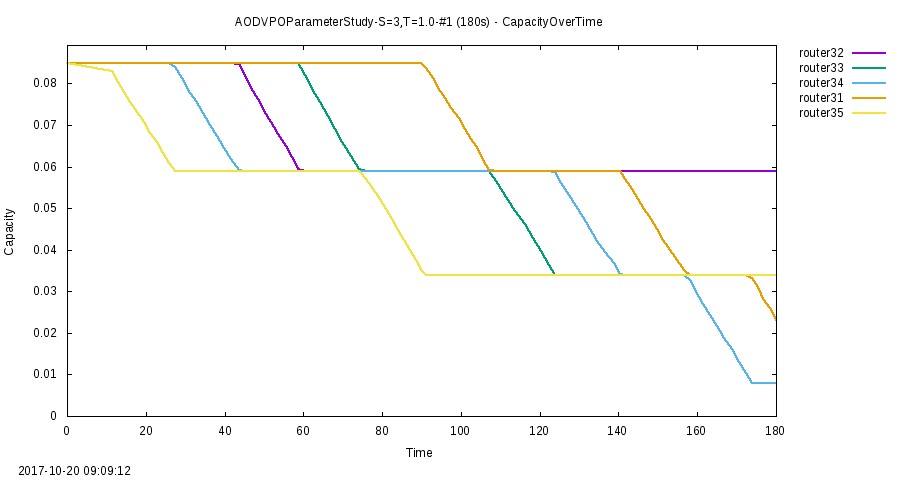 AODVPOParameterStudy-S=3,T=1.0-#1 (180s) - CapacityOverTime
router32
router33
router34
router31
router35
0.08
0.07
0.06
0.05
0.04
0.03
0.02
0.01
0
Capacity
0 20 40 60 80 100 120 140 160 180
Time
2017-10-20 09:09:12